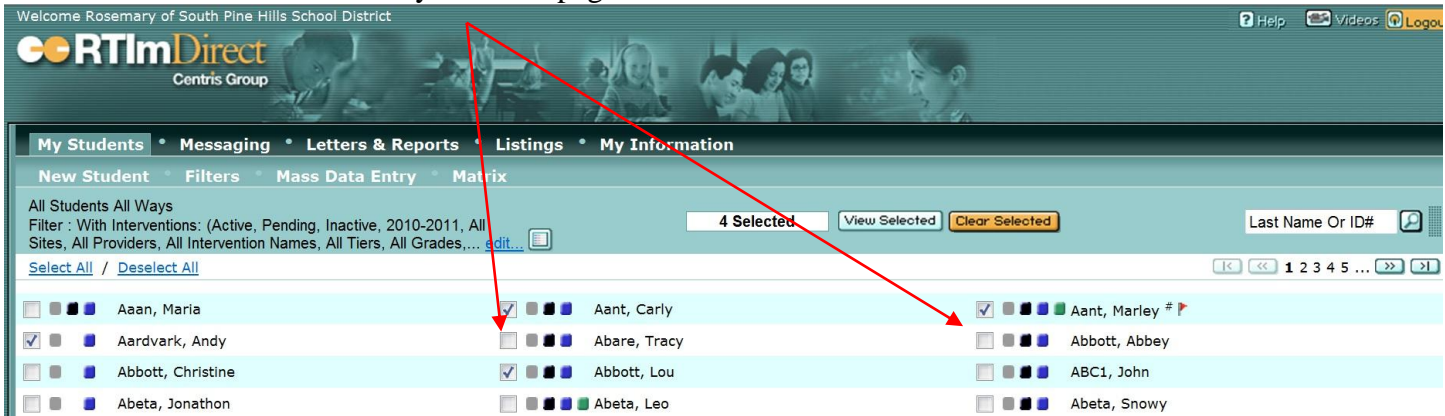 Welcome Rosemary of South Pine Hills School District
Help Videos
RTImDirect
Centris Group
My Students • Messaging • Letters & Reports • Listings • My Information
New Student • Filters • Mass Data Entry • Matrix
All Students All Ways
Filter : With Interventions: (Active, Pending, Inactive, 2010-2011, All
Sites, All Providers, All Intervention Names, All Tiers, All Grades,... edit...
4 Selected View Selected Clear Selected Last Name Or ID#
Select All / Deselect All
1 2 3 4 5 ...
Aaan, Maria Aant, Carly Aant, Marley #
Aardvark, Andy Abare, Tracy Abbott, Abbey
Abbott, Christine Abbott, Lou ABC1, John
Abeta, Jonathon Abeta, Leo Abeta, Snowy